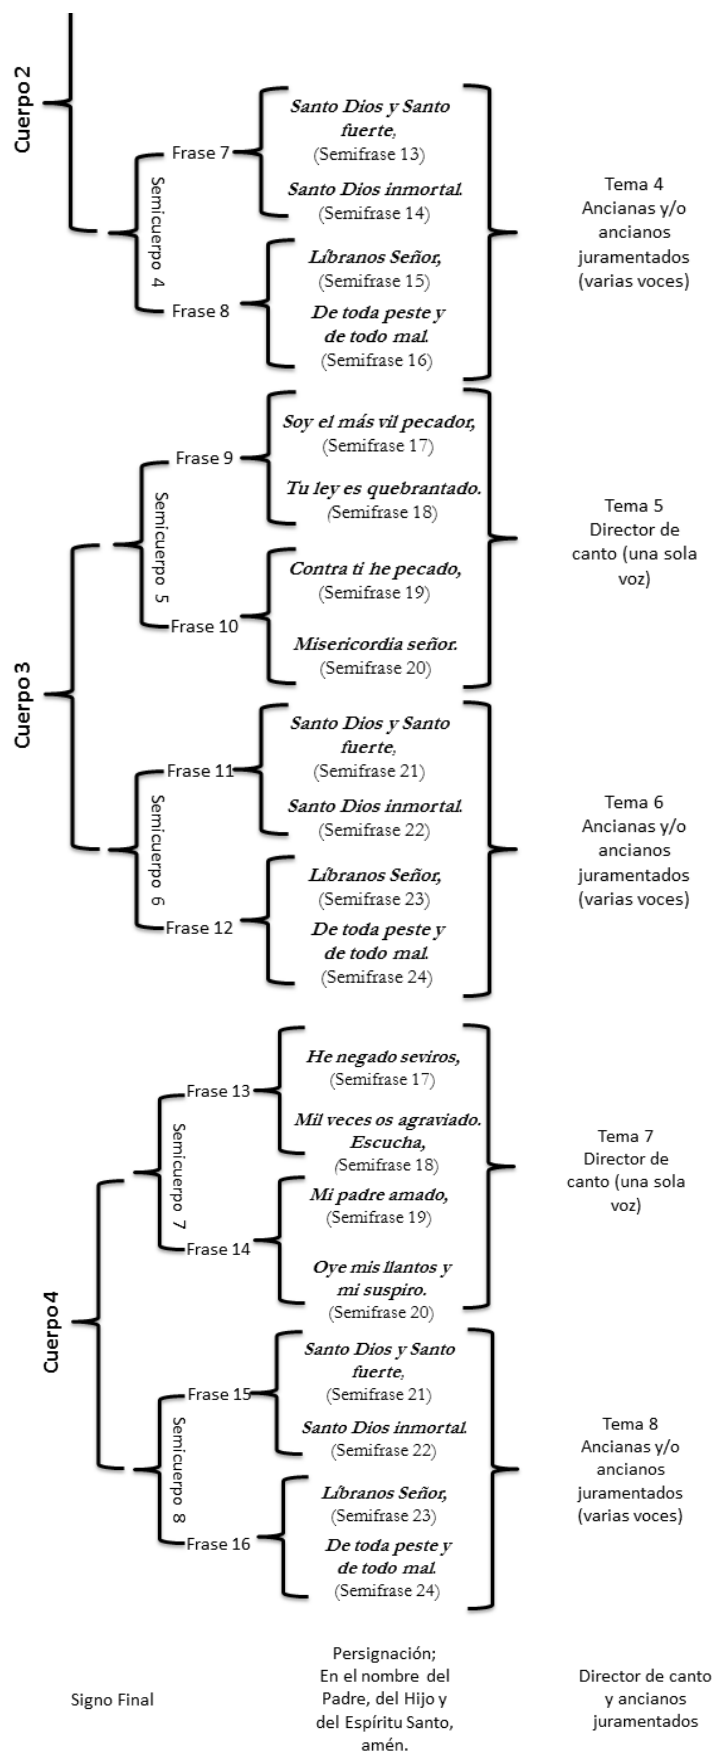 Cuerpo 2
Semicuerpo 4
Frase 7
Santo Dios y Santo
fuerte,
(Semifrase 13)
Santo Dios inmortal.
(Semifrase 14)
Frase 8
Líbranos Señor,
(Semifrase 15)
De toda peste y
de todo mal.
(Semifrase 16)
Tema 4
Ancianas y/o
ancianos
juramentados
(varias voces)
Cuerpo 3
Semicuerpo 5
Frase 9
Soy el más vil pecador,
(Semifrase 17)
Tu ley es quebrantado.
(Semifrase 18)
Frase 10
Contra ti he pecado,
(Semifrase 19)
Misericordia señor.
(Semifrase 20)
Tema 5
Director de
canto (una sola
voz)
Semicuerpo 6
Frase 11
Santo Dios y Santo
fuerte,
(Semifrase 21)
Santo Dios inmortal.
(Semifrase 22)
Frase 12
Líbranos Señor,
(Semifrase 23)
De toda peste y
de todo mal.
(Semifrase 24)
Tema 6
Ancianas y/o
ancianos
juramentados
(varias voces)
Cuerpo 4
Semicuerpo 7
Frase 13
He negado seviros,
(Semifrase 17)
Mil veces os agraviado.
Escucha,
(Semifrase 18)
Frase 14
Mi padre amado,
(Semifrase 19)
Oye mis llantos y
mi suspiro.
(Semifrase 20)
Tema 7
Director de
canto (una sola
voz)
Semicuerpo 8
Frase 15
Santo Dios y Santo
fuerte,
(Semifrase 21)
Santo Dios inmortal.
(Semifrase 22)
Frase 16
Líbranos Señor,
(Semifrase 23)
De toda peste y
de todo mal.
(Semifrase 24)
Tema 8
Ancianas y/o
ancianos
juramentados
(varias voces)
Signo Final
Persignación;
En el nombre del
Padre, del Hijo y
del Espíritu Santo,
amén.
Director de canto
y ancianos
juramentados